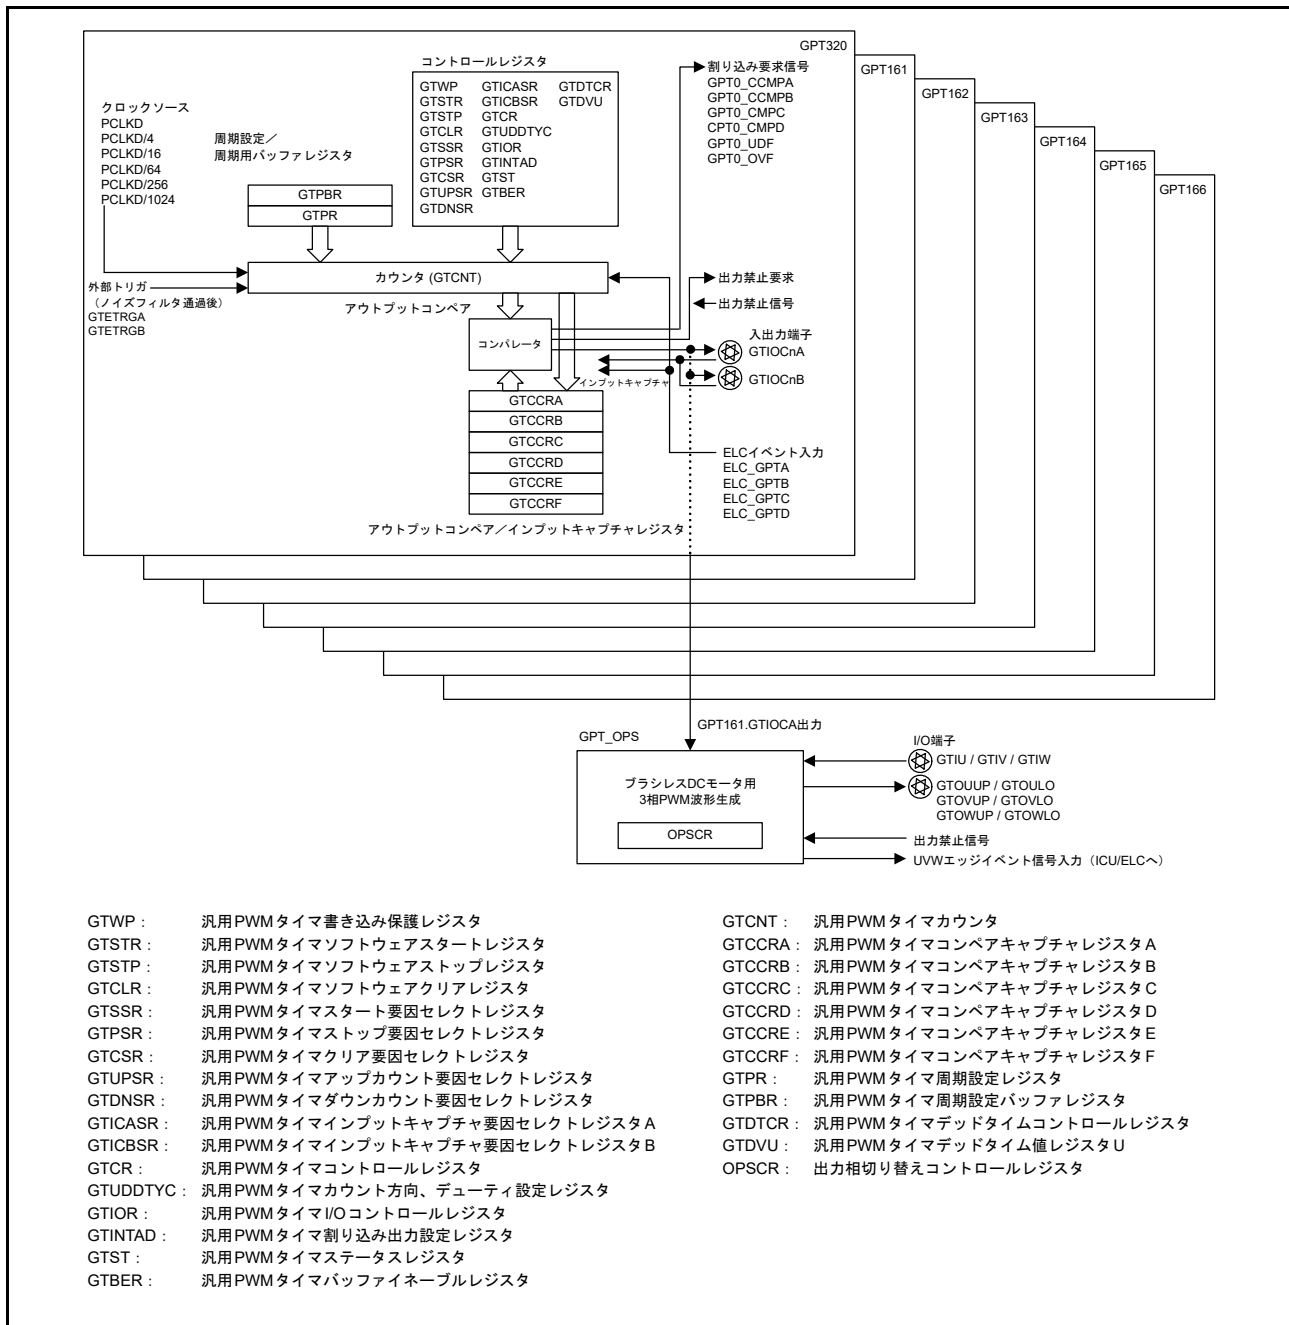 GPT320
GPT161
GPT162
GPT163
GPT164
GPT165
GPT166
クロックソース
PCLKD
PCLKD/4
PCLKD/16
PCLKD/64
PCLKD/256
PCLKD/1024
周期設定/
周期用バッファレジスタ
GTPBR
GTPR
コントロールレジスタ
GTWP GTICASR GTDTCR
GTSTR GTICBSR GTDVU
GTSTP GTCR
GTCLR GTUDDTYC
GTSSR GTIOR
GTPSR GTINTAD
GTCSR GTST
GTUPSR GTBER
GTDNSR
割り込み要求信号
GPT0_CCMPA
GPT0_CCMPB
GPT0_CMPC
CPT0_CMPD
GPT0_UDF
GPT0_OVF
外部トリガ
(ノイズフィルタ通過後)
GTETRGA
GTETRGB
カウンタ (GTCNT)
アウトプットコンペア
コンパレータ
出力禁止要求
出力禁止信号
入出力端子
GTIOCnA
GTIOCnB
インプットキャプチャ
GTCCRA
GTCCRB
GTCCRC
GTCCRD
GTCCRE
GTCCRF
アウトプットコンペア/インプットキャプチャレジスタ
ELCイベント入力
ELC_GPTA
ELC_GPTB
ELC_GPTC
ELC_GPTD
GPT161.GTIOCA出力
GPT_OPS
ブラシレスDCモータ用
3相PWM波形生成
OPSCR
I/O端子
GTIU / GTIV / GTIW
GTOUUP / GTOULO
GTOVUP / GTOVLO
GTOWUP / GTOWLO
出力禁止信号
UVWエッジイベント信号入力(ICU/ELCへ)
GTWP: 汎用PWMタイマ書き込み保護レジスタ
GTSTR: 汎用PWMタイマソフトウェアスタートレジスタ
GTSTP: 汎用PWMタイマソフトウェアストップレジスタ
GTCLR: 汎用PWMタイマソフトウェアクリアレジスタ
GTSSR: 汎用PWMタイマスタート要因セレクトレジスタ
GTPSR: 汎用PWMタイマストップ要因セレクトレジスタ
GTCSR: 汎用PWMタイマクリア要因セレクトレジスタ
GTUPSR: 汎用PWMタイマアップカウント要因セレクトレジスタ
GTDNSR: 汎用PWMタイマダウンカウント要因セレクトレジスタ
GTICASR: 汎用PWMタイマインプットキャプチャ要因セレクトレジスタA
GTICBSR: 汎用PWMタイマインプットキャプチャ要因セレクトレジスタB
GTCR: 汎用PWMタイマコントロールレジスタ
GTUDDTYC: 汎用PWMタイマカウント方向、デューティ設定レジスタ
GTIOR: 汎用PWMタイマI/Oコントロールレジスタ
GTINTAD: 汎用PWMタイマ割り込み出力設定レジスタ
GTST: 汎用PWMタイマステータスレジスタ
GTBER: 汎用PWMタイマバッファイネーブルレジスタ
GTCNT: 汎用PWMタイマカウンタ
GTCCRA: 汎用PWMタイマコンペアキャプチャレジスタA
GTCCRB: 汎用PWMタイマコンペアキャプチャレジスタB
GTCCRC: 汎用PWMタイマコンペアキャプチャレジスタC
GTCCRD: 汎用PWMタイマコンペアキャプチャレジスタD
GTCCRE: 汎用PWMタイマコンペアキャプチャレジスタE
GTCCRF: 汎用PWMタイマコンペアキャプチャレジスタF
GTPR: 汎用PWMタイマ周期設定レジスタ
GTPBR: 汎用PWMタイマ周期設定バッファレジスタ
GTDTCR: 汎用PWMタイマデッドタイムコントロールレジスタ
GTDVU: 汎用PWMタイマデッドタイム値レジスタU
OPSCR: 出力相切り替えコントロールレジスタ